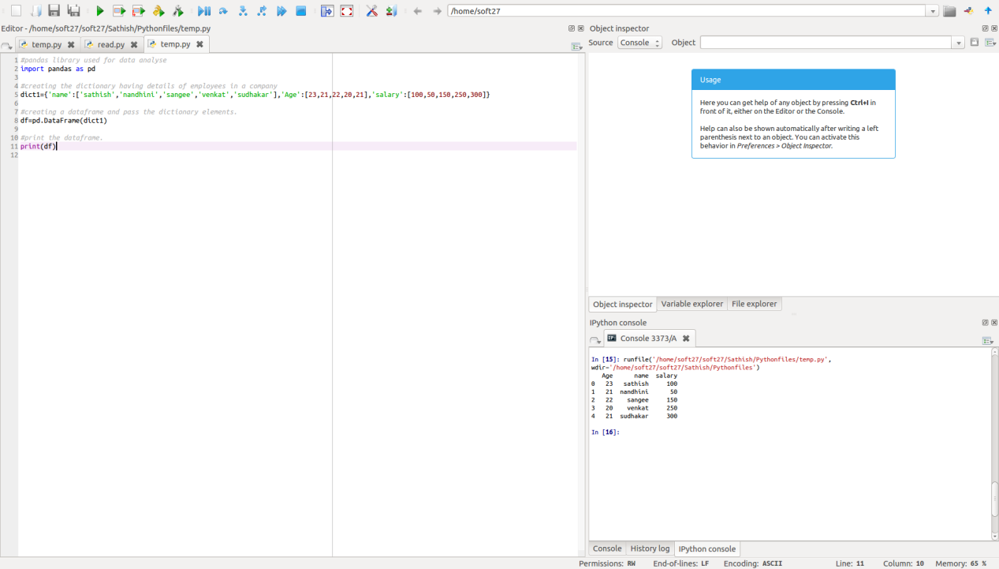 /home/soft27
Editor - /home/soft27/soft27/Sathish/Pythonfiles/temp.py
temp.py
read.py
temp.py
1 #pandas library used for data analyse
2 import pandas as pd
3
4 #creating the dictionary having details of employees in a company
5 dict1={'name':['sathish','nandhini','sangee','venkat','sudhakar'],'Age':[23,21,22,20,21],'salary':[100,50,150,250,300]}
6
7 #creating a dataframe and pass the dictionary elements.
8 df=pd.DataFrame(dict1)
9
10 #print the dataframe.
11 print(df)
12
Object inspector
Source Console Object
Usage
Here you can get help of any object by pressing Ctrl+I in
front of it, either on the Editor or the Console.
Help can also be shown automatically after writing a left
parenthesis next to an object. You can activate this
behavior in Preferences > Object Inspector.
Object inspector Variable explorer File explorer
IPython console
Console 3373/A
In [15]: runfile('/home/soft27/soft27/Sathish/Pythonfiles/temp.py',
wdir='/home/soft27/soft27/Sathish/Pythonfiles')
Age name salary
0 23 sathish 100
1 21 nandhini 50
2 22 sangee 150
3 20 venkat 250
4 21 sudhakar 300
In [16]:
Console History log IPython console
Permissions: RW End-of-lines: LF Encoding: ASCII Line: 11 Column: 10 Memory: 65 %